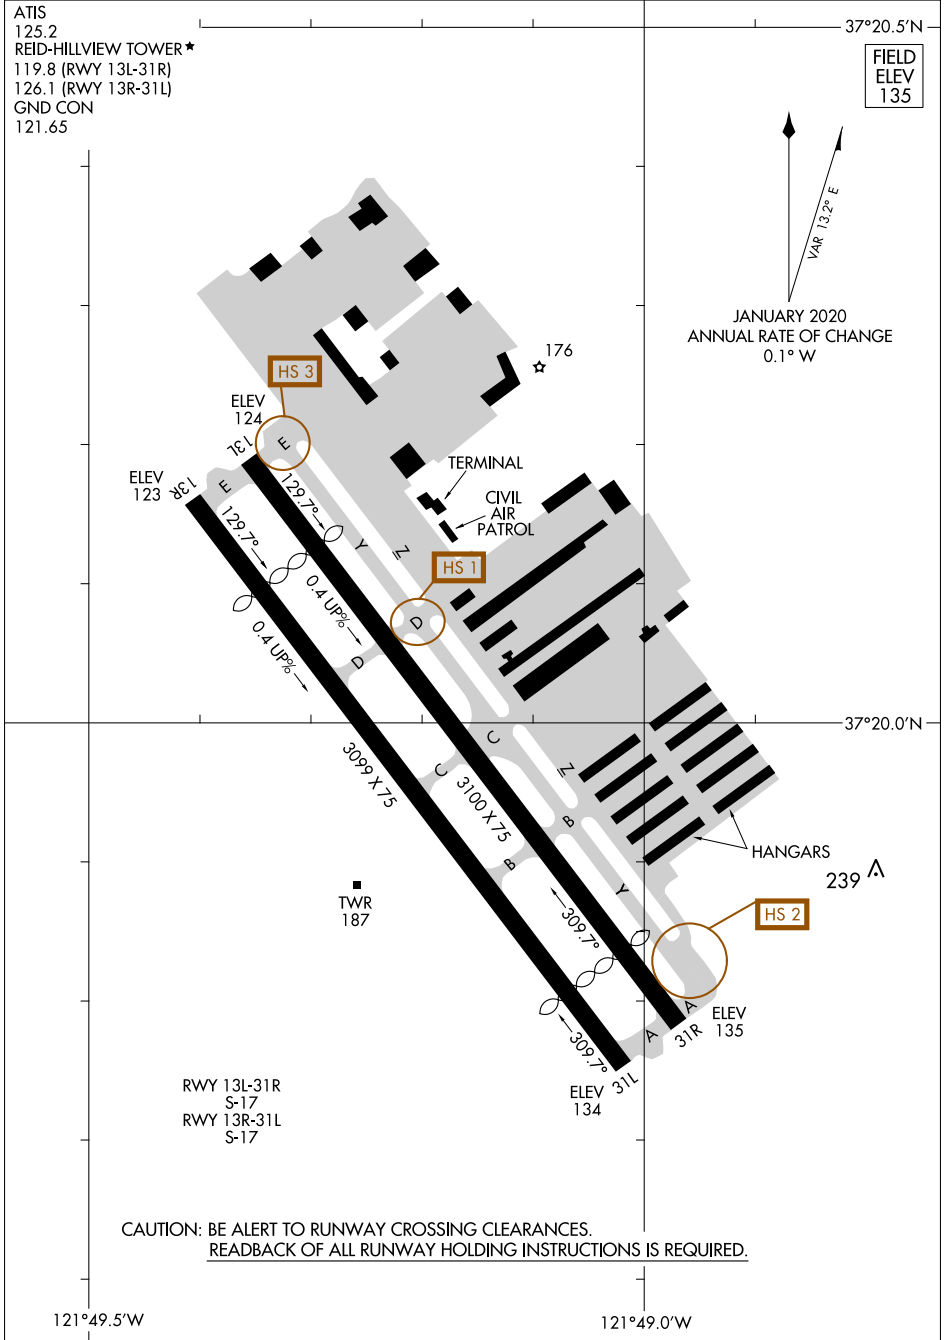 ATIS
125.2
REID-HILLVIEW TOWER★
119.8 (RWY 13L-31R)
126.1 (RWY 13R-31L)
GND CON
121.65
37°20.5'N
FIELD
ELEV
135
VAR 13.2° E
JANUARY 2020
ANNUAL RATE OF CHANGE
0.1° W
176
HS 3
ELEV
124
13L
E
ELEV
123
13R
E
TERMINAL
CIVIL
AIR
PATROL
129.7°
129.7°
Y
Z
HS 1
D
0.4 UP%
0.4 UP%
D
37°20.0'N
C
C
Z
3099 X 75
3100 X 75
B
B
HANGARS
239
TWR
187
Y
HS 2
309.7°
309.7°
A
A
ELEV
135
31R
31L
ELEV
134
RWY 13L-31R
S-17
RWY 13R-31L
S-17
CAUTION: BE ALERT TO RUNWAY CROSSING CLEARANCES.
READBACK OF ALL RUNWAY HOLDING INSTRUCTIONS IS REQUIRED.
121°49.5'W
121°49.0'W